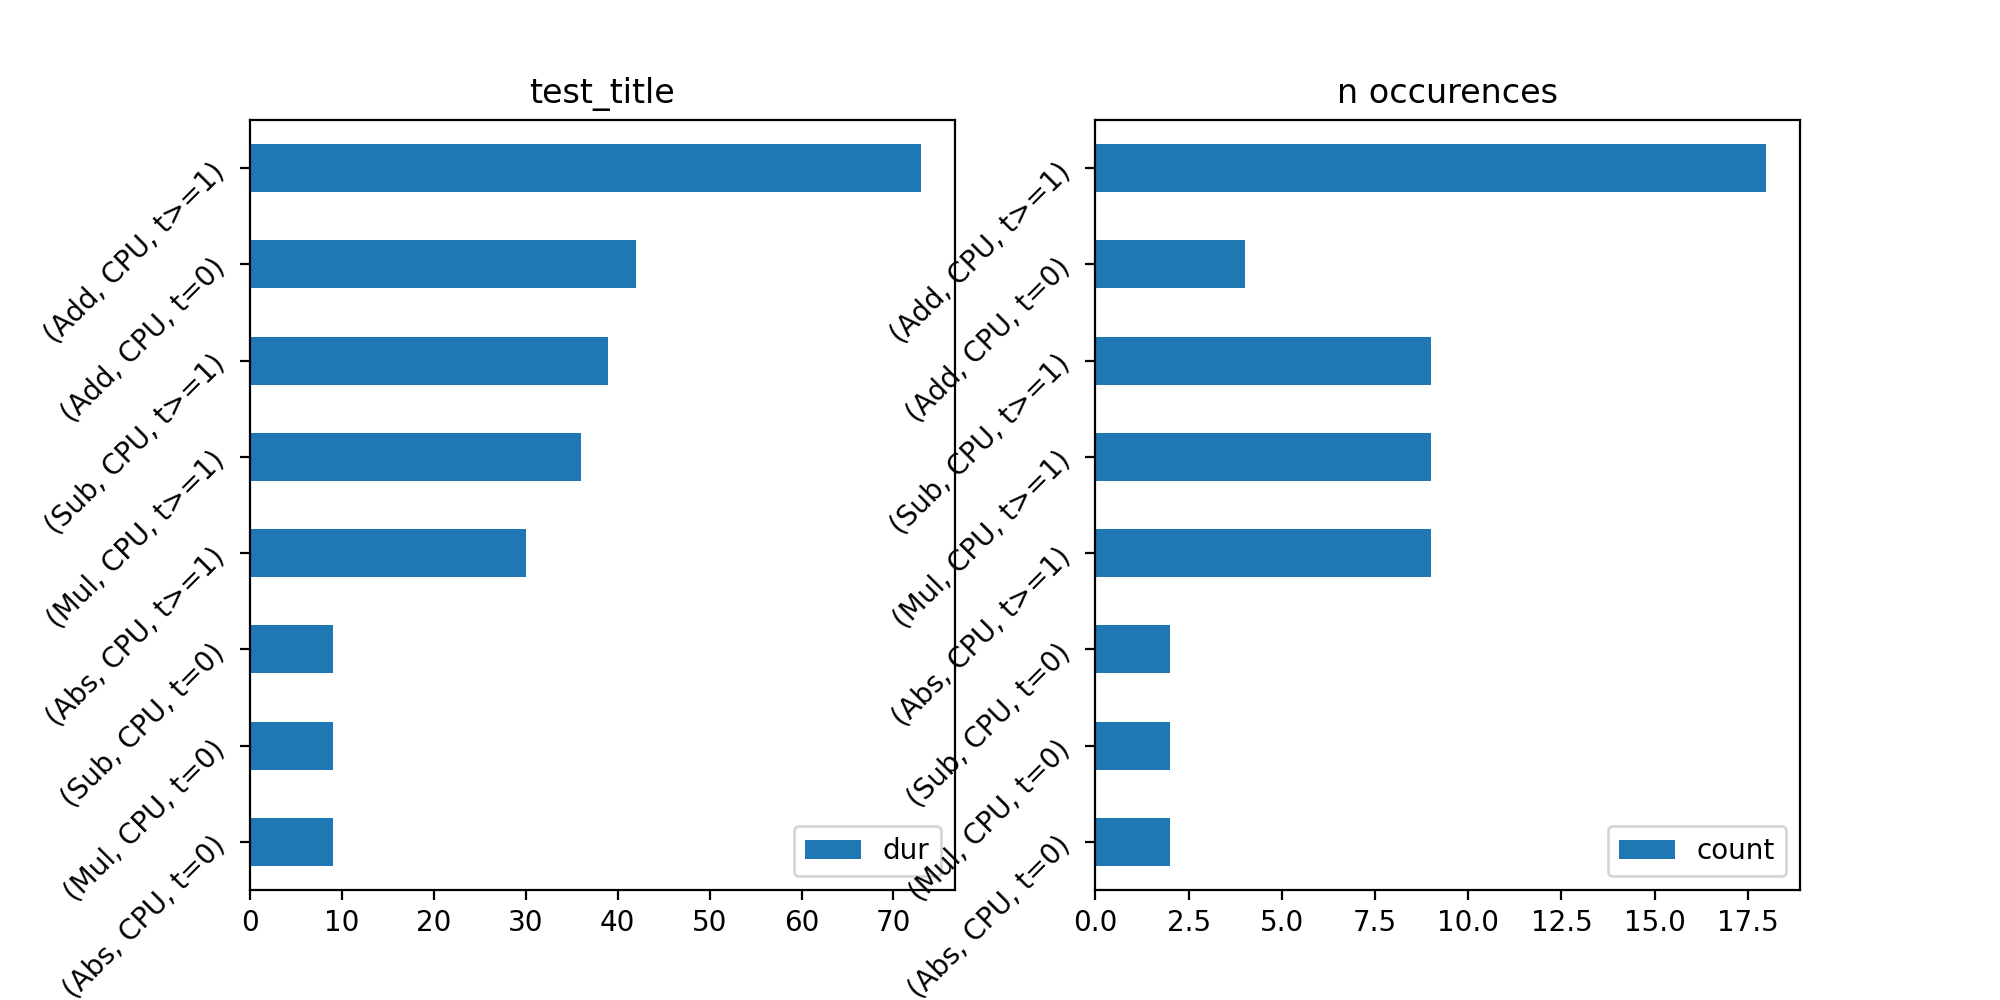 test_title
(Add, CPU, t>=1)
(Add, CPU, t=0)
(Sub, CPU, t>=1)
(Mul, CPU, t>=1)
(Abs, CPU, t>=1)
(Sub, CPU, t=0)
(Mul, CPU, t=0)
(Abs, CPU, t=0)
dur
0 10 20 30 40 50 60 70
n occurences
(Add, CPU, t>=1)
(Add, CPU, t=0)
(Sub, CPU, t>=1)
(Mul, CPU, t>=1)
(Abs, CPU, t>=1)
(Sub, CPU, t=0)
(Mul, CPU, t=0)
(Abs, CPU, t=0)
count
0.0 2.5 5.0 7.5 10.0 12.5 15.0 17.5